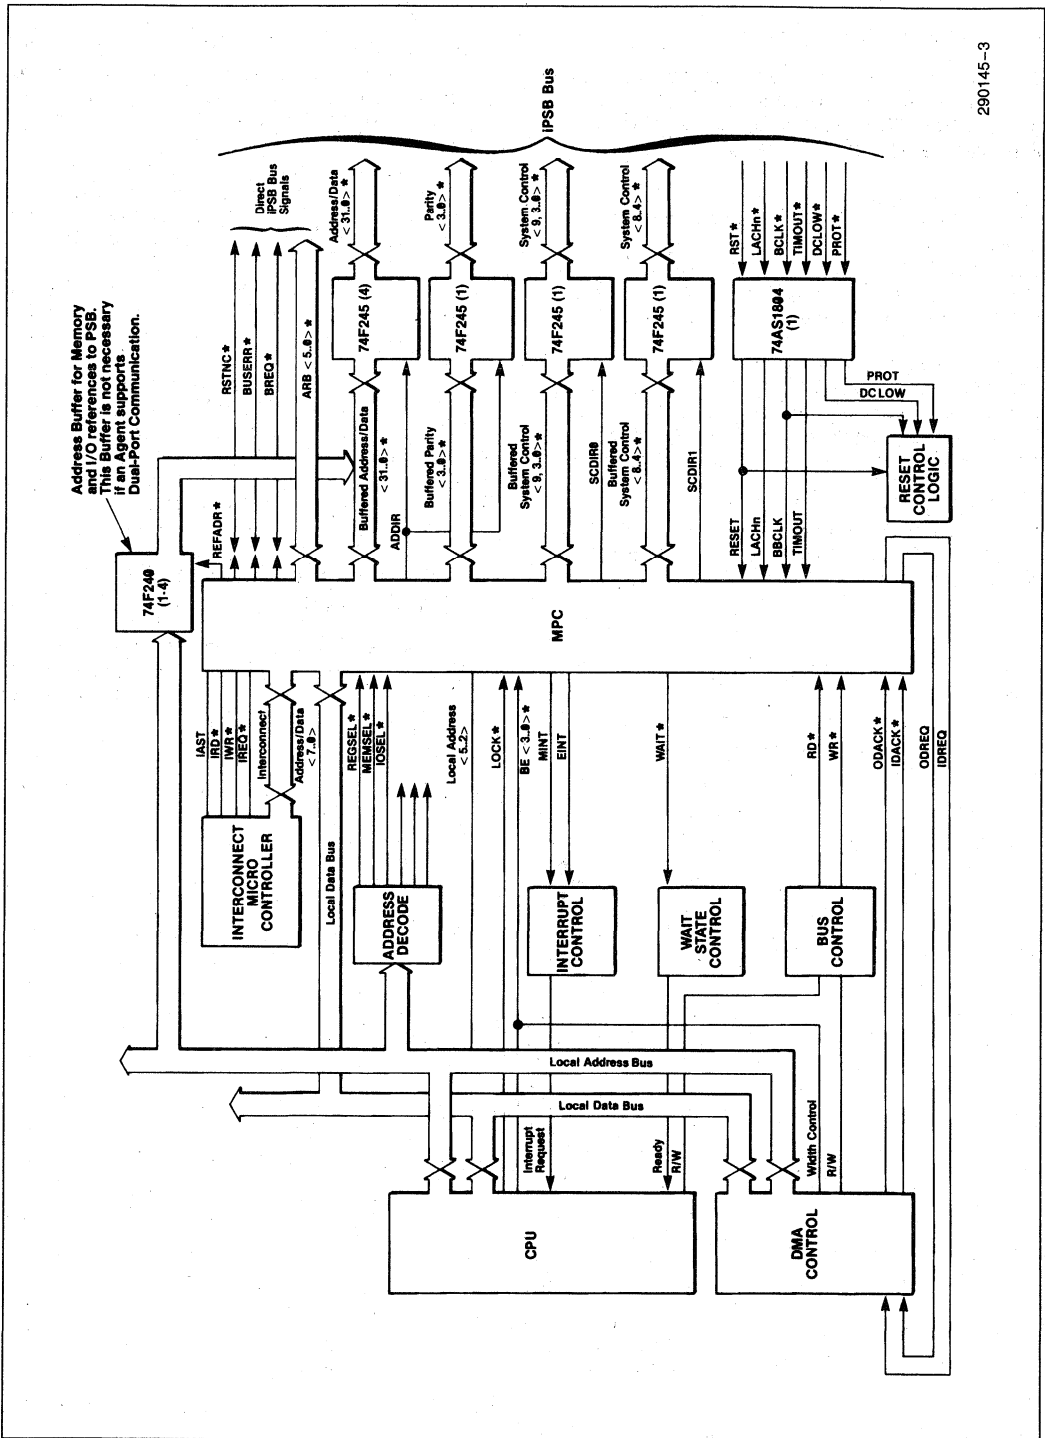 Address Buffer for Memory
and I/O references to PSB.
This Buffer is not necessary
if an Agent supports
Dual-Port Communication.
74F240
(1-4)
REFADR*
RSTNC*
BUSERR*
BREQ*
ARB <5..0>*
Direct
iPSB Bus
Signals
iPSB Bus
Buffered Address/Data
<31..0>*
74F245 (4)
Address/Data
<31..0>*
ADDIR
Buffered Parity
<3..0>*
74F245 (1)
Parity
<3..0>*
Buffered
System Control
<9, 3..0>*
74F245 (1)
System Control
<9, 3..0>*
SCDIR0
Buffered
System Control
<8..4>*
74F245 (1)
System Control
<8..4>*
SCDIR1
RESET
LACHn
BBCLK
TIMOUT
74AS1804
(1)
RST*
LACHn*
BCLK*
TIMOUT*
DCLOW*
PROT*
PROT
DC LOW
RESET
CONTROL
LOGIC
MPC
INTERCONNECT
MICRO
CONTROLLER
IAST
IRD*
IWR*
IREQ*
Interconnect
Address/Data
<7..0>
Local Data Bus
ADDRESS
DECODE
REGSEL*
MEMSEL*
IOSEL*
Local Address
<5..2>
LOCK*
BE <3..0>*
MINT
EINT
INTERRUPT
CONTROL
WAIT*
WAIT
STATE
CONTROL
RD*
WR*
BUS
CONTROL
ODACK*
IDACK*
ODREQ
IDREQ
Local Address Bus
Local Data Bus
CPU
Interrupt
Request
Ready
R/W
DMA
CONTROL
Width Control
R/W
290145-3